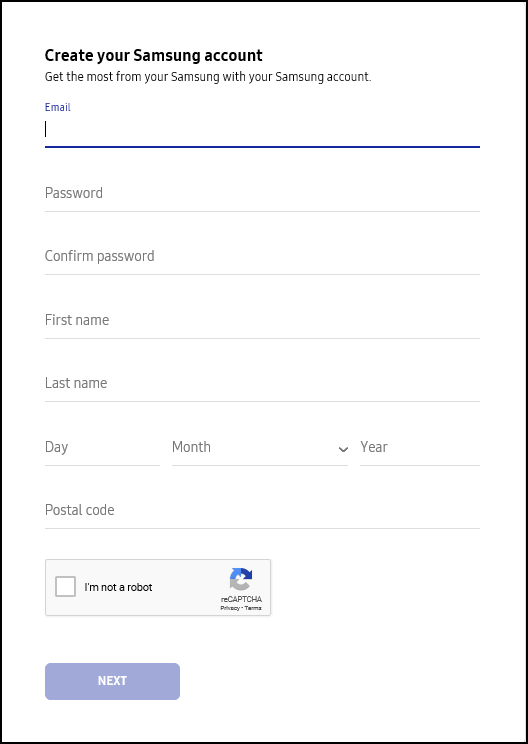 Create your Samsung account
Get the most from your Samsung with your Samsung account.
Email
Password
Confirm password
First name
Last name
Day Month Year
Postal code
I'm not a robot
reCAPTCHA
Privacy - Terms
NEXT